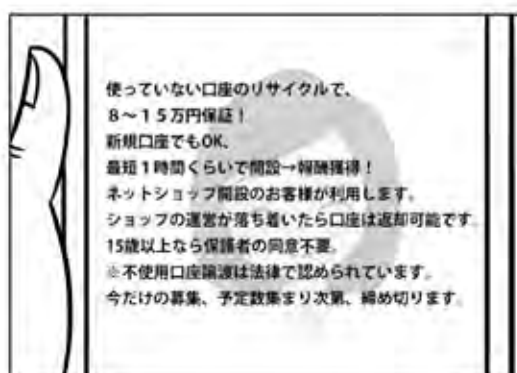 使っていない口座のリサイクルで、
8～15万円保証！
新規口座でもOK、
最短1時間くらいで開設→報酬獲得！
ネットショップ開設のお客様が利用します。
ショップの運営が落ち着いたら口座は返却可能です。
15歳以上なら保護者の同意不要。
※不使用口座譲渡は法律で認められています。
今だけの募集、予定数集まり次第、締め切ります。